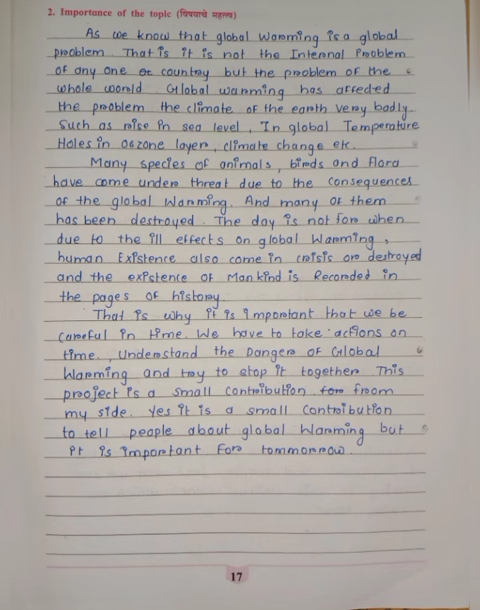 2. Importance of the topic (विषयाचे महत्त्व)
As we know that global Warming is a global
problem. That is it is not the Internal Problem
of any one or country but the problem of the
whole world. Global warming has affected
the problem the climate of the earth very badly.
Such as rise in sea level, In global Temperature
Holes in ozone layer, climate change etc.
Many species of animals, birds and Flora
have come under threat due to the consequences
of the global Warming. And many of them
has been destroyed. The day is not for when
due to the ill effects on global Warming,
human Existence also come in crisis or destroyed
and the existence of Mankind is Recorded in
the pages of history.
That is why it is important that we be
careful in time. We have to take actions on
time., Understand the Dangers of Global
Warming and try to stop it together This
project is a small contribution for from
my side. Yes it is a small contribution
to tell people about global Warming but
it is important for tommorrow.
17